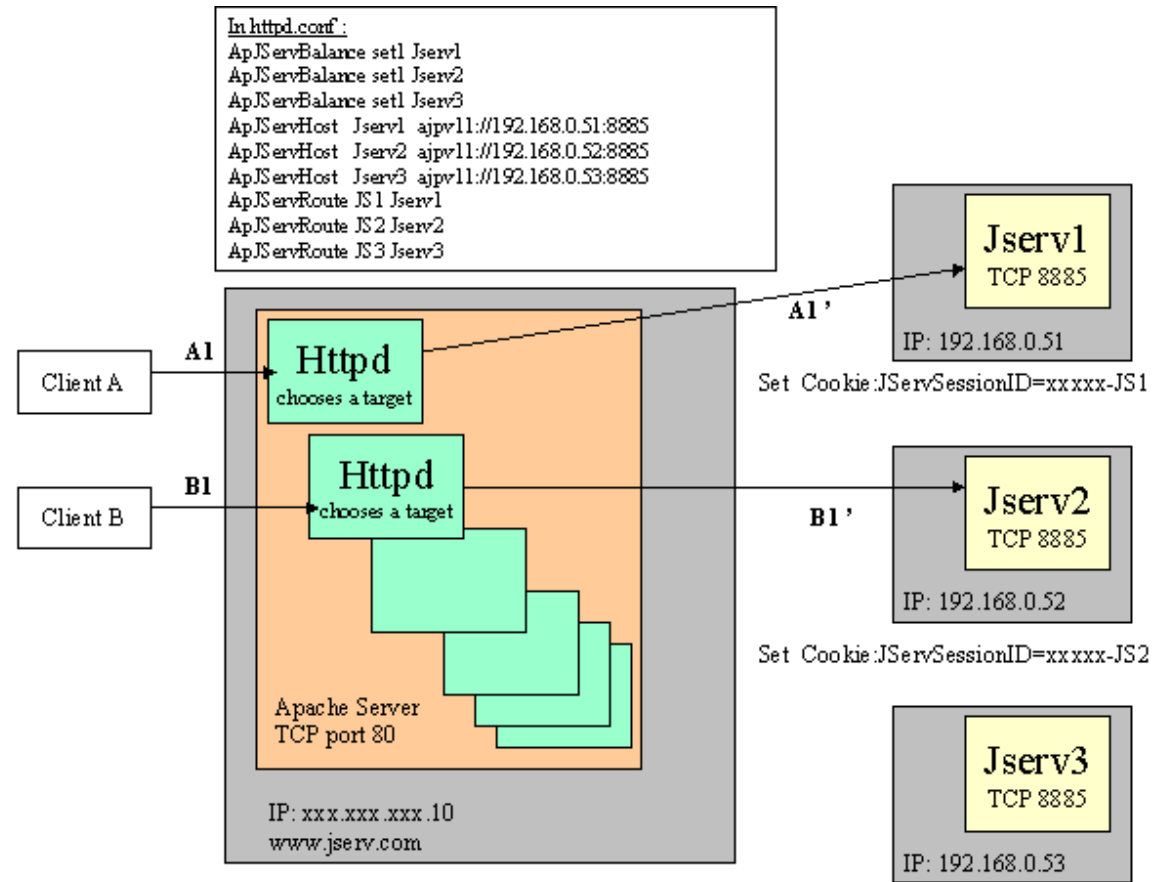 In httpd.conf :
ApJServBalance set1 Jserv1
ApJServBalance set1 Jserv2
ApJServBalance set1 Jserv3
ApJServHost Jserv1 ajpv11://192.168.0.51:8885
ApJServHost Jserv2 ajpv11://192.168.0.52:8885
ApJServHost Jserv3 ajpv11://192.168.0.53:8885
ApJServRoute JS1 Jserv1
ApJServRoute JS2 Jserv2
ApJServRoute JS3 Jserv3
Client A
A1
Httpd
chooses a target
A1 ’
Jserv1
TCP 8885
IP: 192.168.0.51
Set Cookie:JServSessionID=xxxxx-JS1
Client B
B1
Httpd
chooses a target
B1 ’
Jserv2
TCP 8885
IP: 192.168.0.52
Set Cookie:JServSessionID=xxxxx-JS2
Apache Server
TCP port 80
IP: xxx.xxx.xxx.10
www.jserv.com
Jserv3
TCP 8885
IP: 192.168.0.53